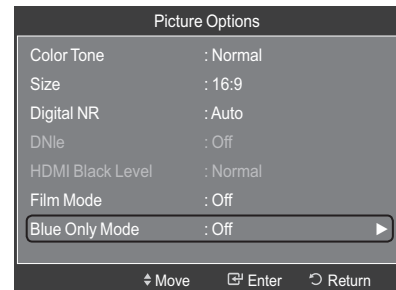 Picture Options
Color Tone : Normal
Size : 16:9
Digital NR : Auto
DNIe : Off
HDMI Black Level : Normal
Film Mode : Off
Blue Only Mode : Off
Move Enter Return